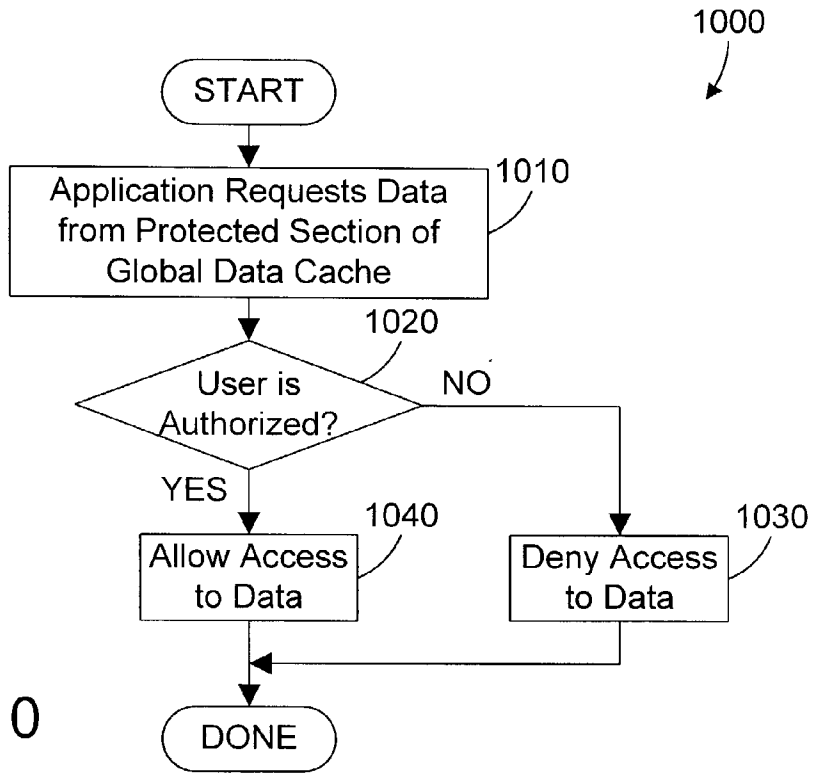 1000
START
1010
Application Requests Data
from Protected Section of
Global Data Cache
1020
User is
Authorized?
NO
YES
1040
Allow Access
to Data
1030
Deny Access
to Data
0
DONE